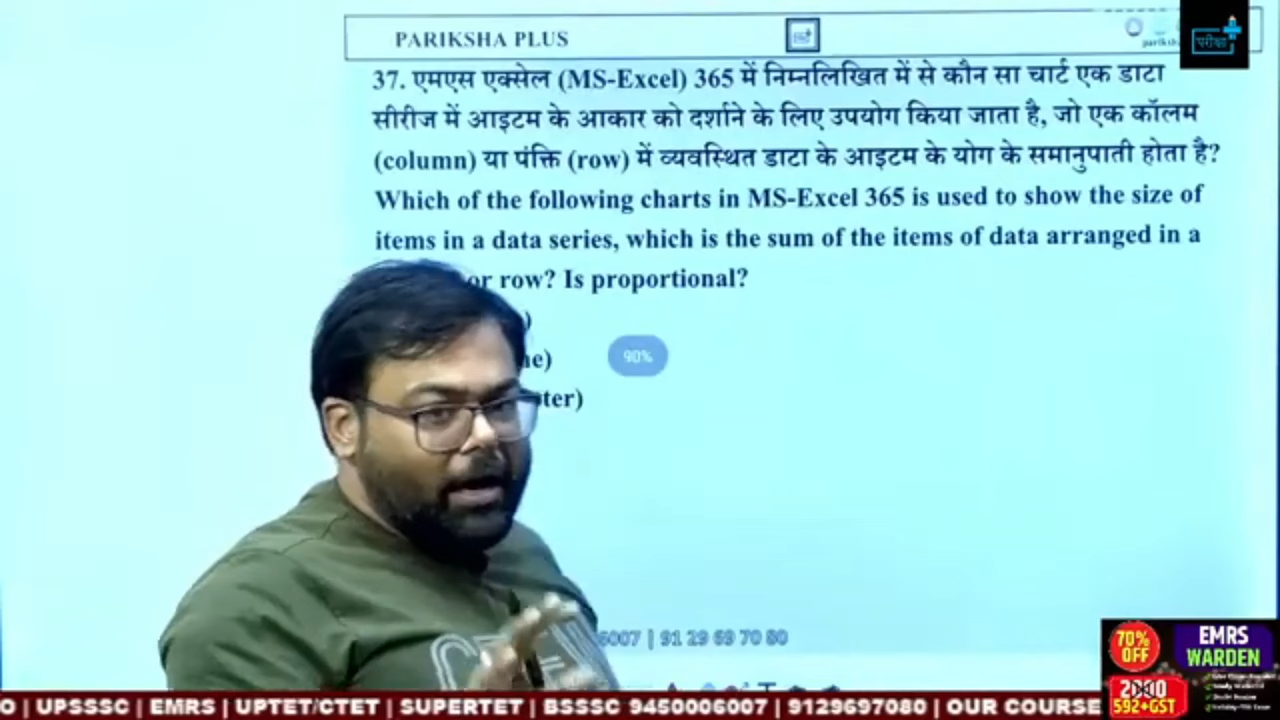 PARIKSHA PLUS
परीक्षा
37. एमएस एक्सेल (MS-Excel) 365 में निम्नलिखित में से कौन सा चार्ट एक डाटा
सीरीज में आइटम के आकार को दर्शाने के लिए उपयोग किया जाता है, जो एक कॉलम
(column) या पंक्ति (row) में व्यवस्थित डाटा के आइटम के योग के समानुपाती होता है?
Which of the following charts in MS-Excel 365 is used to show the size of
items in a data series, which is the sum of the items of data arranged in a
or row? Is proportional?
90%
6007 | 91 29 69 70 80
70%
OFF
EMRS
WARDEN
2000
592+GST
O | UPSSSC | EMRS | UPTET/CTET | SUPERTET | BSSSC 9450006007 | 9129697080 | OUR COURSE